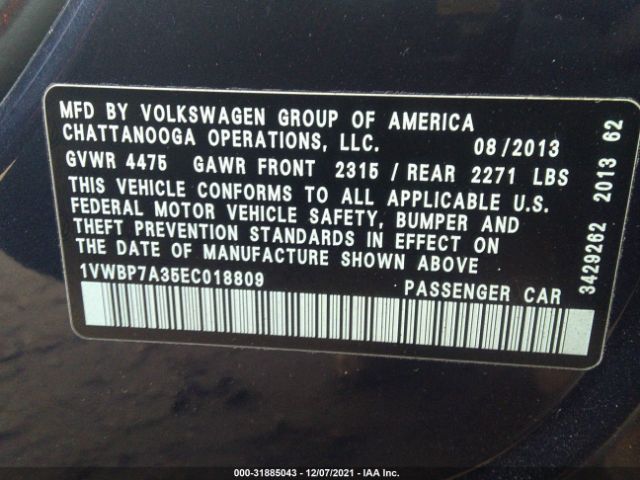 MFD BY VOLKSWAGEN GROUP OF AMERICA
CHATTANOOGA OPERATIONS, LLC. 08/2013
GVWR 4475 GAWR FRONT 2315 / REAR 2271 LBS
THIS VEHICLE CONFORMS TO ALL APPLICABLE U.S.
FEDERAL MOTOR VEHICLE SAFETY, BUMPER AND
THEFT PREVENTION STANDARDS IN EFFECT ON
THE DATE OF MANUFACTURE SHOWN ABOVE.
1VWBP7A35EC018809 PASSENGER CAR
3429262 2013 62
000-31885043 - 12/07/2021 - IAA Inc.